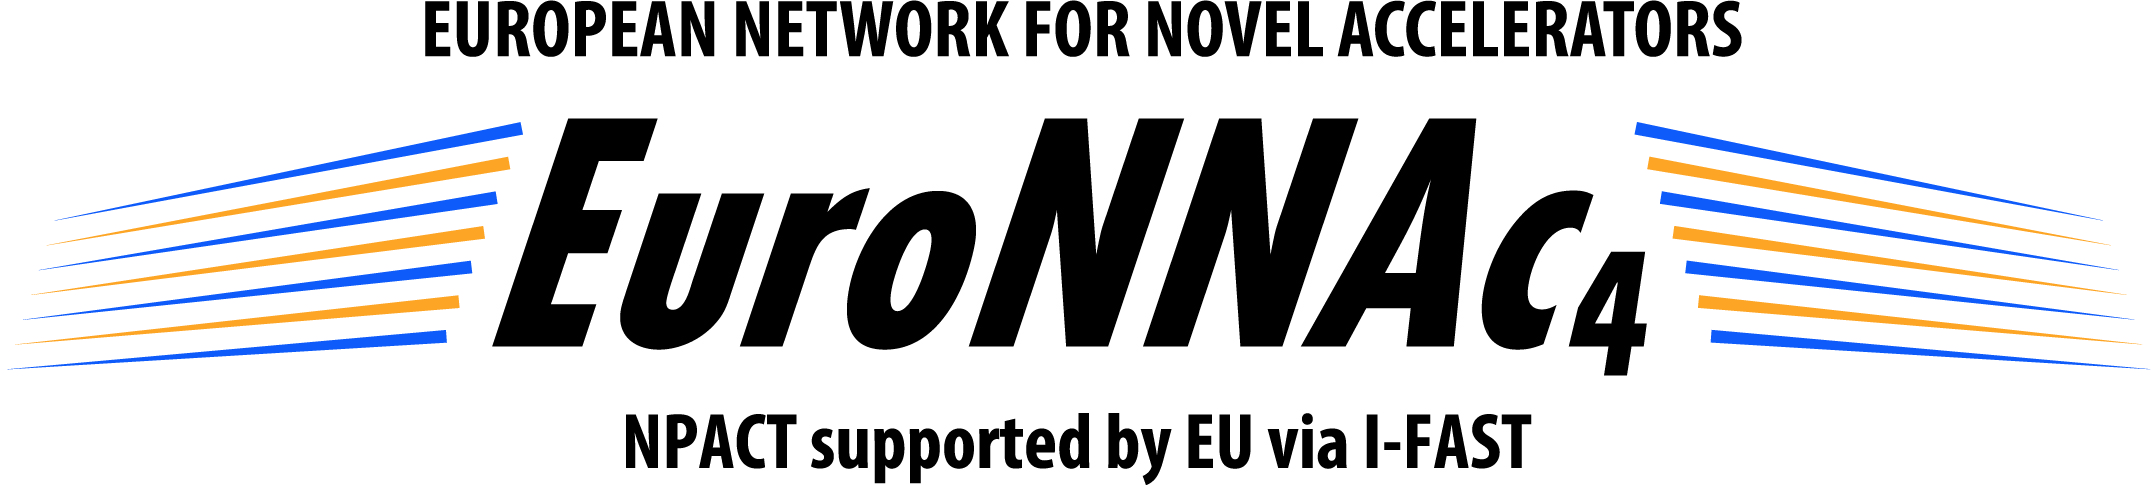 EUROPEAN NETWORK FOR NOVEL ACCELERATORS
EuroNNAc4
NPACT supported by EU via I-FAST